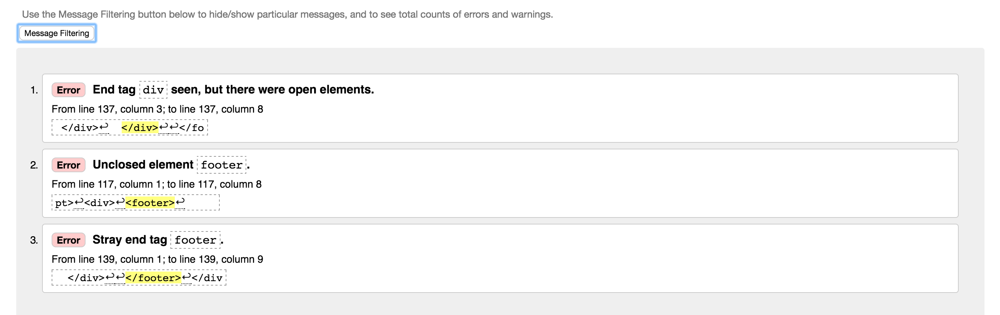 Use the Message Filtering button below to hide/show particular messages, and to see total counts of errors and warnings.
Message Filtering
1. Error End tag div seen, but there were open elements.
From line 137, column 3; to line 137, column 8
</div>↩ </div>↩↩</fo
2. Error Unclosed element footer.
From line 117, column 1; to line 117, column 8
pt>↩<div>↩<footer>↩
3. Error Stray end tag footer.
From line 139, column 1; to line 139, column 9
</div>↩↩</footer>↩</div